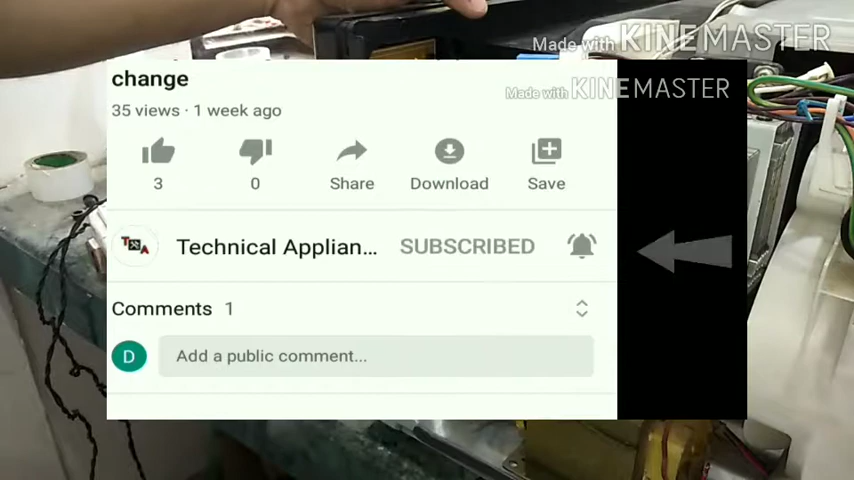 Made with KINEMASTER
change
Made with KINEMASTER
35 views · 1 week ago
3
0
Share
Download
Save
Technical Applian...
SUBSCRIBED
Comments 1
D
Add a public comment...